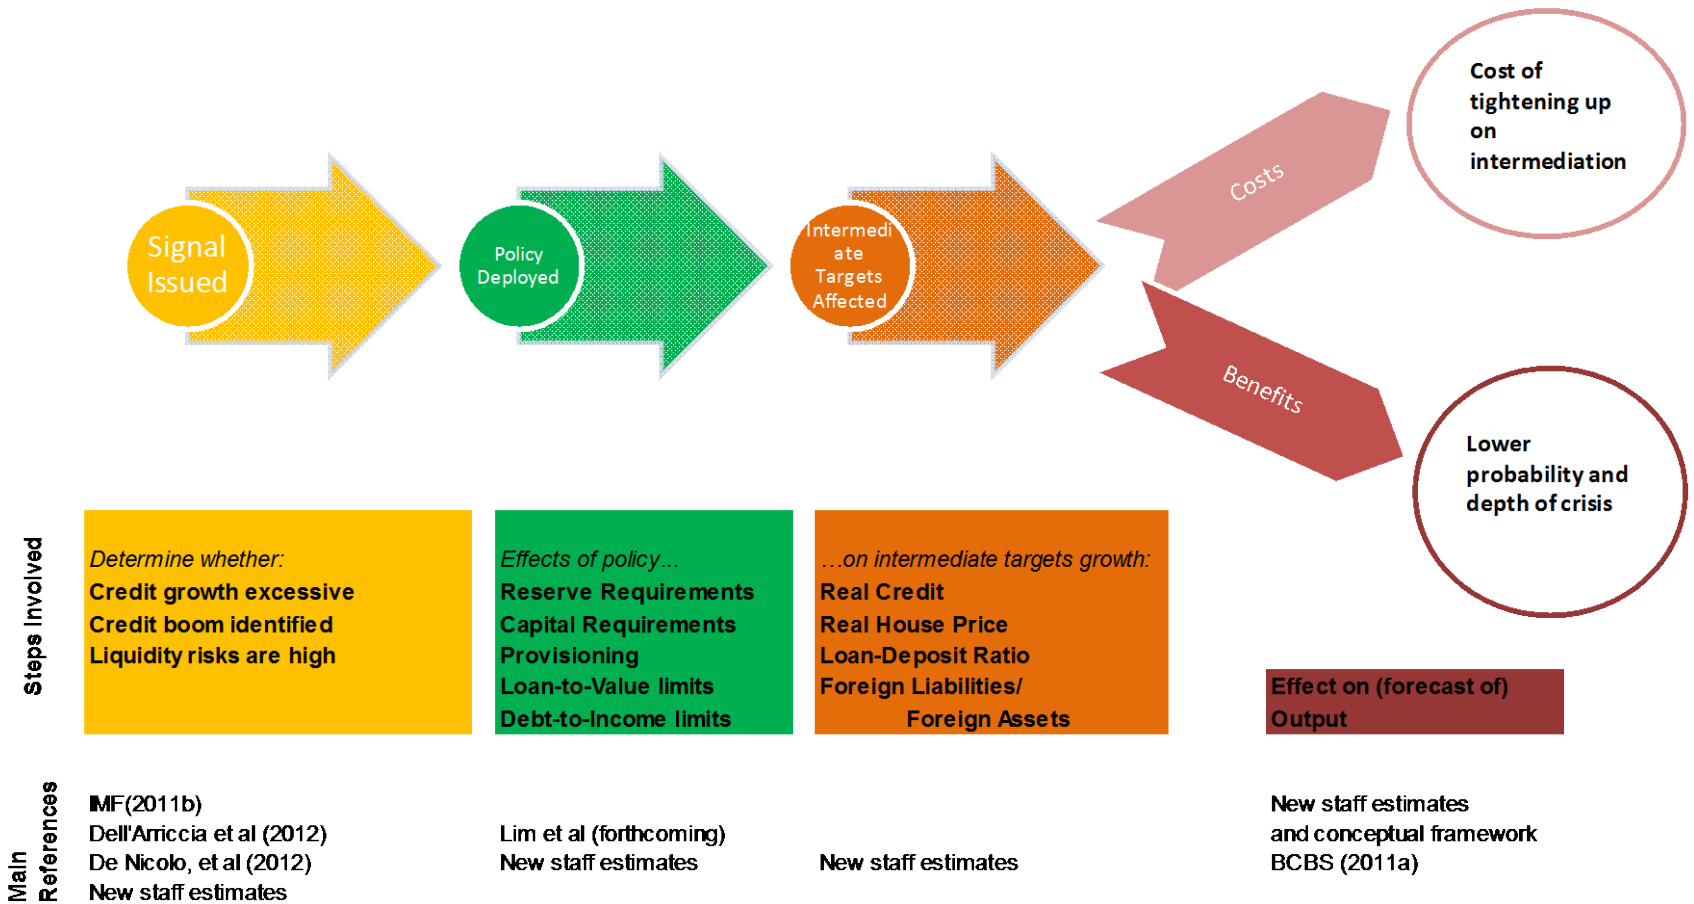 Signal
Issued
Policy
Deployed
Intermedi
ate
Targets
Affected
Costs
Benefits
Cost of
tightening up
on
intermediation
Lower
probability and
depth of crisis
Steps Involved
Determine whether:
Credit growth excessive
Credit boom identified
Liquidity risks are high
Effects of policy...
Reserve Requirements
Capital Requirements
Provisioning
Loan-to-Value limits
Debt-to-Income limits
...on intermediate targets growth:
Real Credit
Real House Price
Loan-Deposit Ratio
Foreign Liabilities/
Foreign Assets
Effect on (forecast of)
Output
Main
References
IMF(2011b)
Dell'Arriccia et al (2012)
De Nicolo, et al (2012)
New staff estimates
Lim et al (forthcoming)
New staff estimates
New staff estimates
New staff estimates
and conceptual framework
BCBS (2011a)